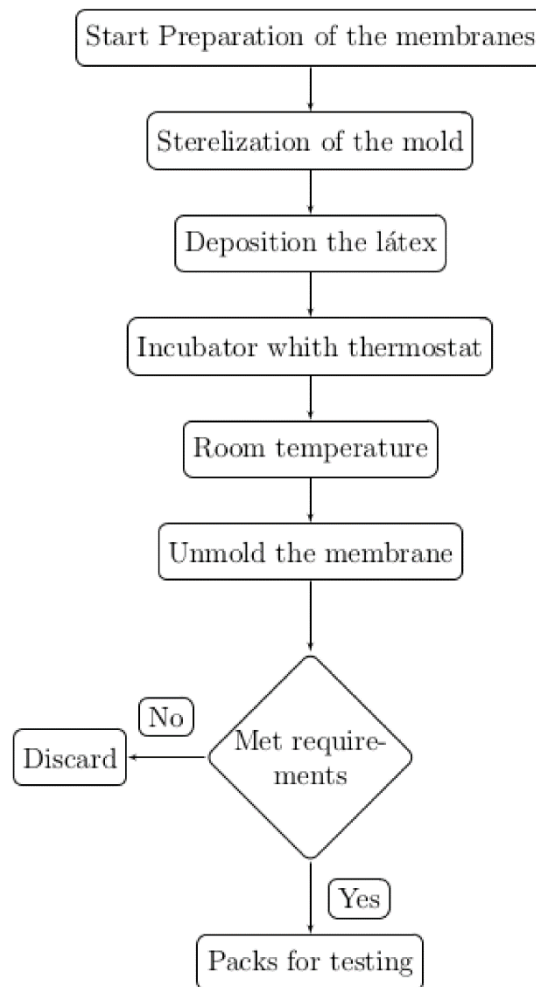 Start Preparation of the membranes
Sterelization of the mold
Deposition the látex
Incubator whith thermostat
Room temperature
Unmold the membrane
No
Discard
Met require-
ments
Yes
Packs for testing